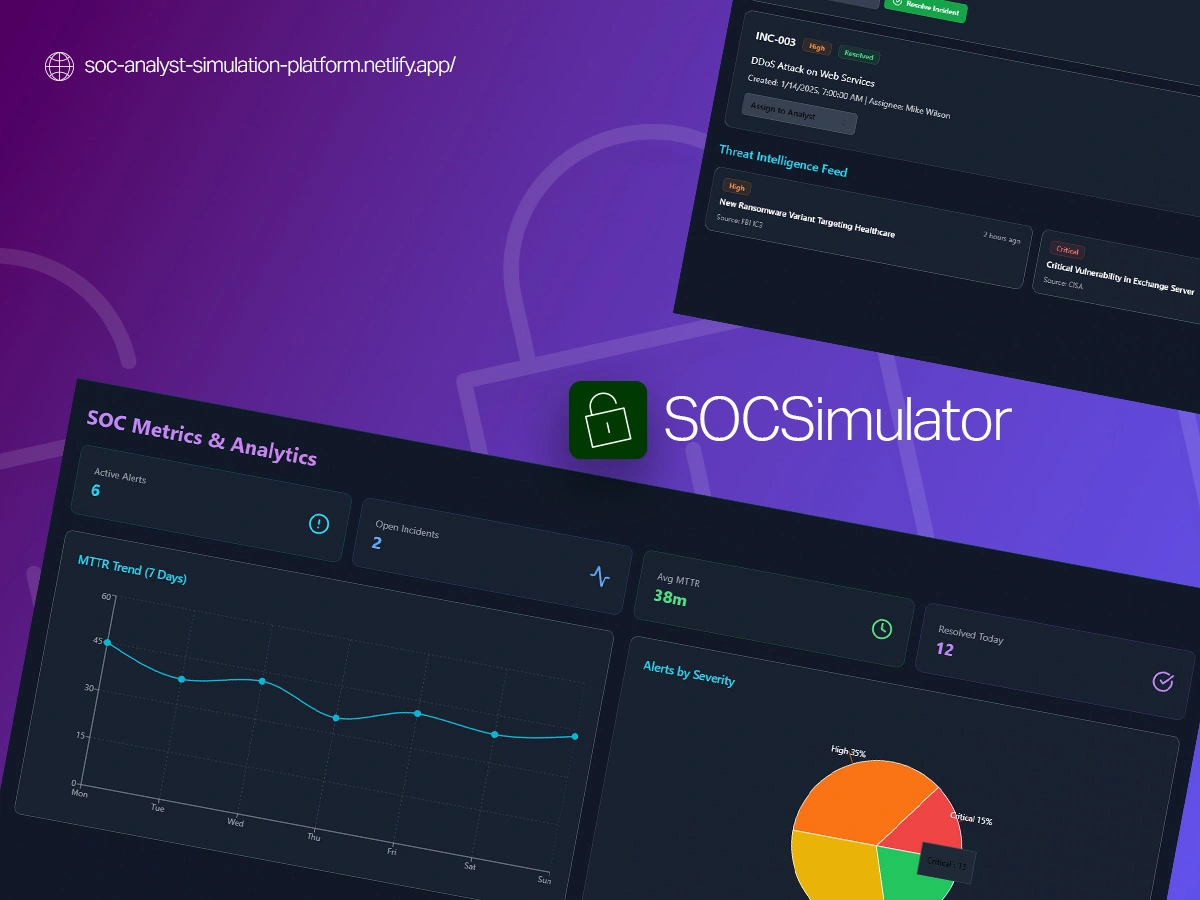 soc-analyst-simulation-platform.netlify.app/
Resolve Incident
INC-003 High Resolved
DDoS Attack on Web Services
Created: 1/14/2025, 7:00:00 AM | Assignee: Mike Wilson
Assign to Analyst
Threat Intelligence Feed
High
New Ransomware Variant Targeting Healthcare
2 hours ago
Source: FBI IC3
Critical
Critical Vulnerability in Exchange Server
Source: CISA
SOCSimulator
SOC Metrics & Analytics
Active Alerts
6
Open Incidents
2
Avg MTTR
38m
Resolved Today
12
MTTR Trend (7 Days)
60
45
30
15
0
Mon
Tue
Wed
Thu
Fri
Sat
Sun
Alerts by Severity
High 35%
Critical 15%
Critical : 15